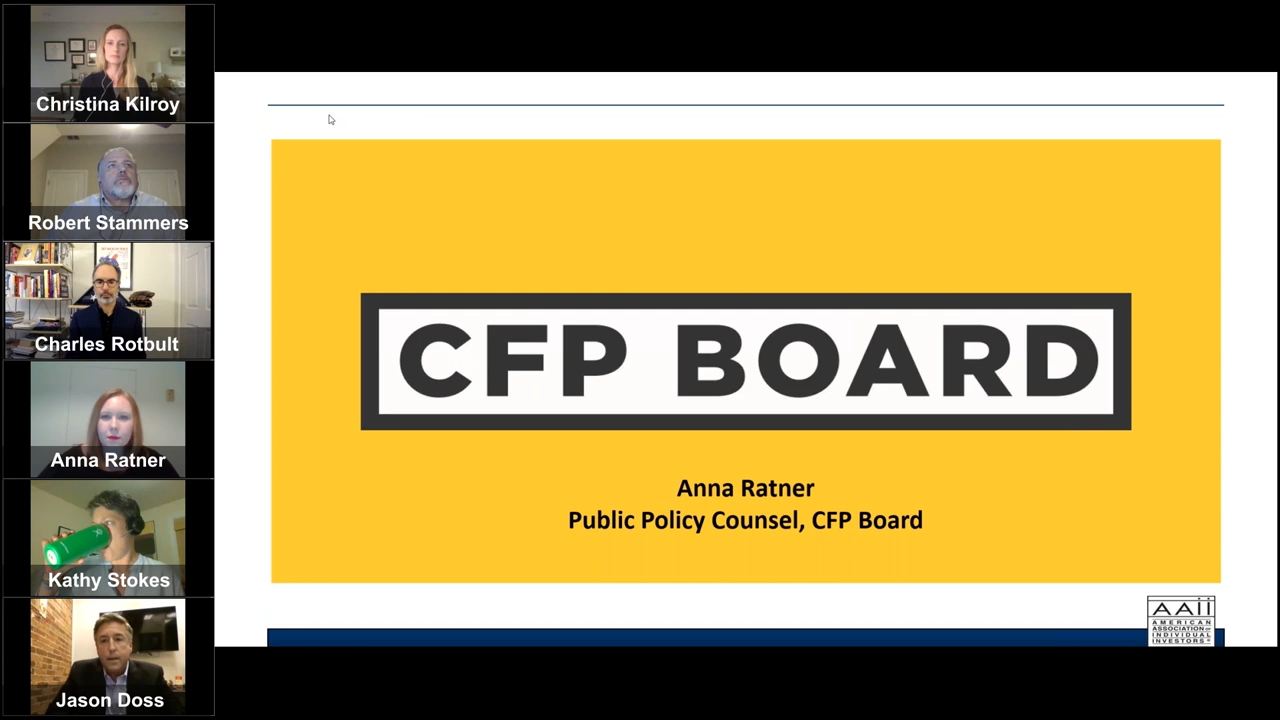 Christina Kilroy
Robert Stammers
Charles Rotbult
Anna Ratner
Kathy Stokes
Jason Doss
CFP BOARD
Anna Ratner
Public Policy Counsel, CFP Board
AAII
AMERICAN
ASSOCIATION OF
INDIVIDUAL
INVESTORS®